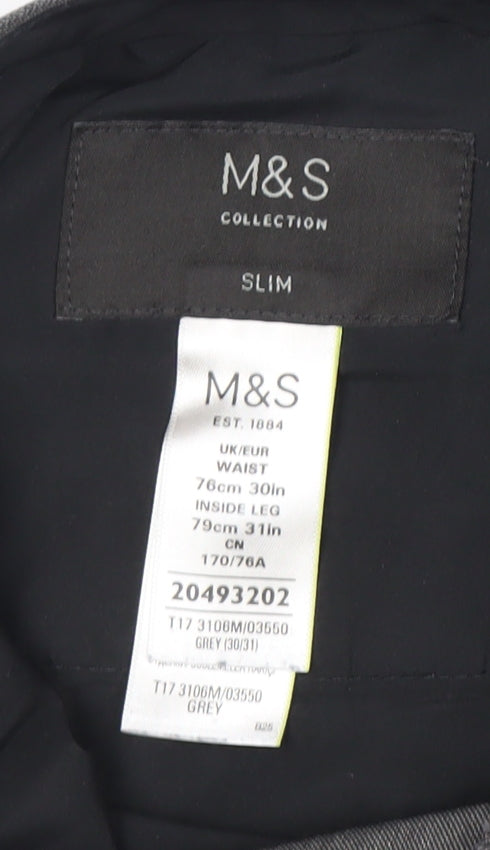 M&S
COLLECTION
SLIM
M&S
EST. 1884
UK/EUR
WAIST
76cm 30in
INSIDE LEG
79cm 31in
CN
170/76A
20493202
T17 3106M/03550
GREY (30/31)
T17 3106M/03550
GREY